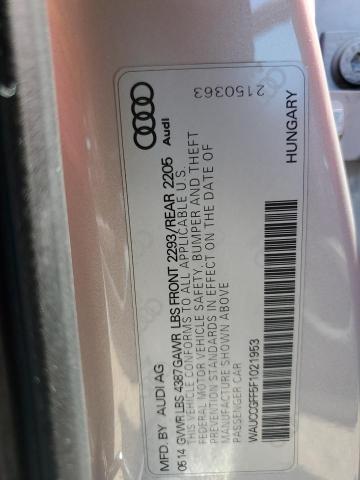 2150363
Audi
HUNGARY
MFD. BY AUDI AG
06 14 GVWR LBS 4387 GAWR LBS FRONT 2293/REAR 2205
THIS VEHICLE CONFORMS TO ALL APPLICABLE U.S.
FEDERAL MOTOR VEHICLE SAFETY, BUMPER AND THEFT
PREVENTION STANDARDS IN EFFECT ON THE DATE OF
MANUFACTURE SHOWN ABOVE
PASSENGER CAR
WAUCCGFF5F1021953